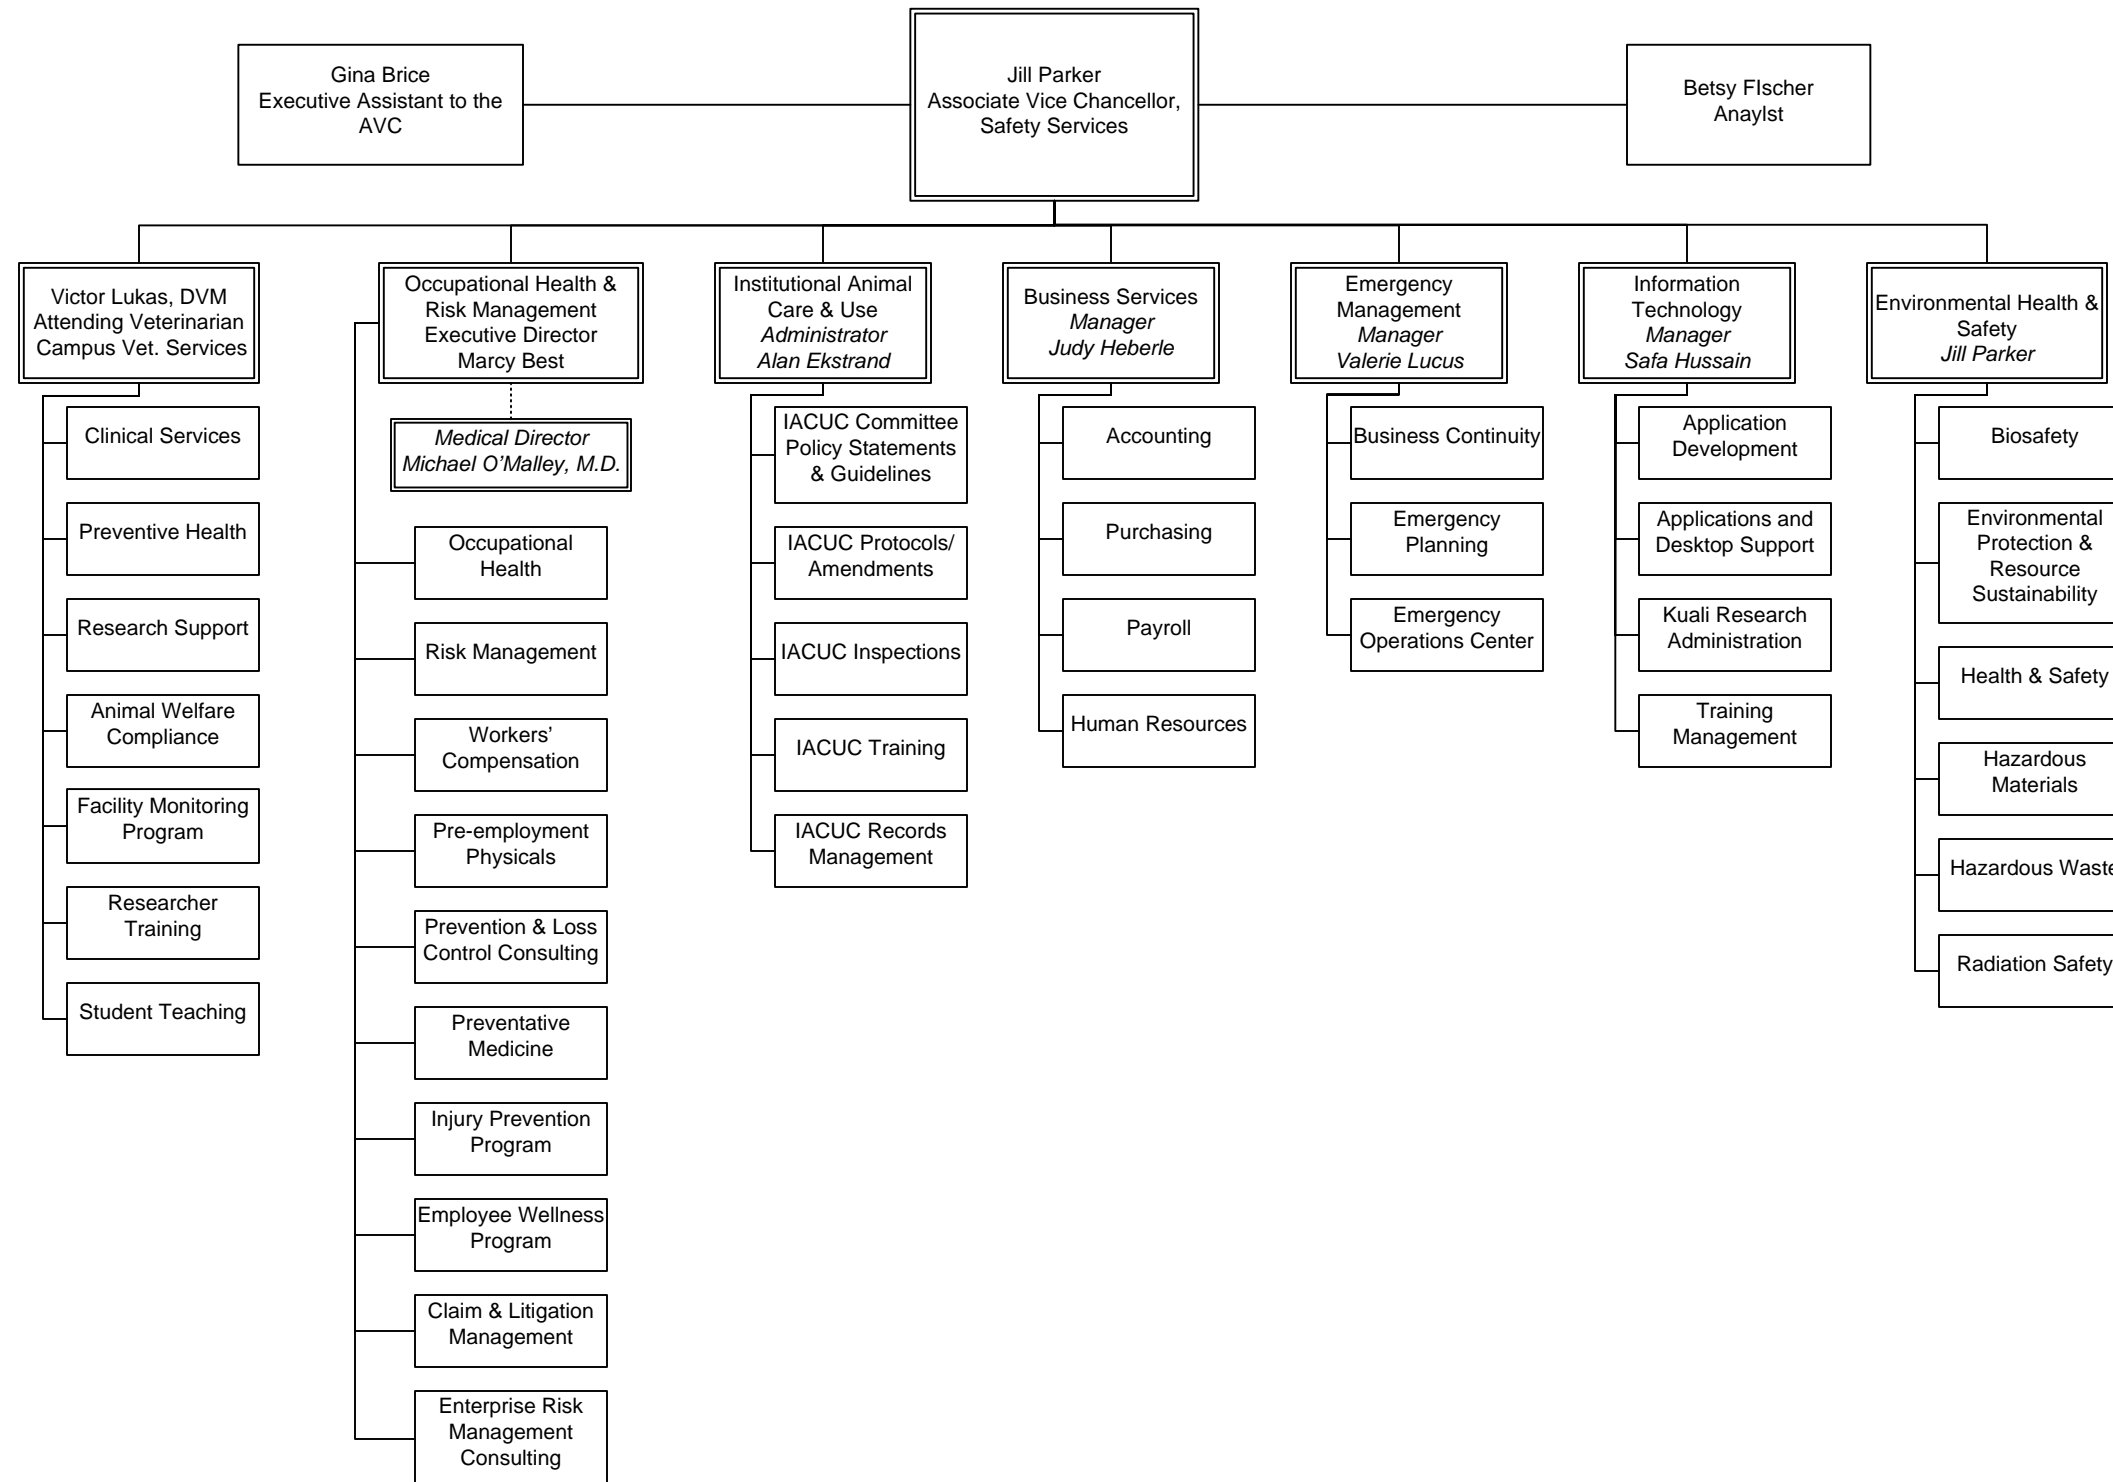 Gina Brice
Executive Assistant to the
AVC
Jill Parker
Associate Vice Chancellor,
Safety Services
Betsy FIscher
Anaylst
Victor Lukas, DVM
Attending Veterinarian
Campus Vet. Services
Clinical Services
Preventive Health
Research Support
Animal Welfare
Compliance
Facility Monitoring
Program
Researcher
Training
Student Teaching
Occupational Health &
Risk Management
Executive Director
Marcy Best
Medical Director
Michael O’Malley, M.D.
Occupational
Health
Risk Management
Workers’
Compensation
Pre-employment
Physicals
Prevention & Loss
Control Consulting
Preventative
Medicine
Injury Prevention
Program
Employee Wellness
Program
Claim & Litigation
Management
Enterprise Risk
Management
Consulting
Institutional Animal
Care & Use
Administrator
Alan Ekstrand
IACUC Committee
Policy Statements
& Guidelines
IACUC Protocols/
Amendments
IACUC Inspections
IACUC Training
IACUC Records
Management
Business Services
Manager
Judy Heberle
Accounting
Purchasing
Payroll
Human Resources
Emergency
Management
Manager
Valerie Lucus
Business Continuity
Emergency
Planning
Emergency
Operations Center
Information
Technology
Manager
Safa Hussain
Application
Development
Applications and
Desktop Support
Kuali Research
Administration
Training
Management
Environmental Health &
Safety
Jill Parker
Biosafety
Environmental
Protection &
Resource
Sustainability
Health & Safety
Hazardous
Materials
Hazardous Waste
Radiation Safety